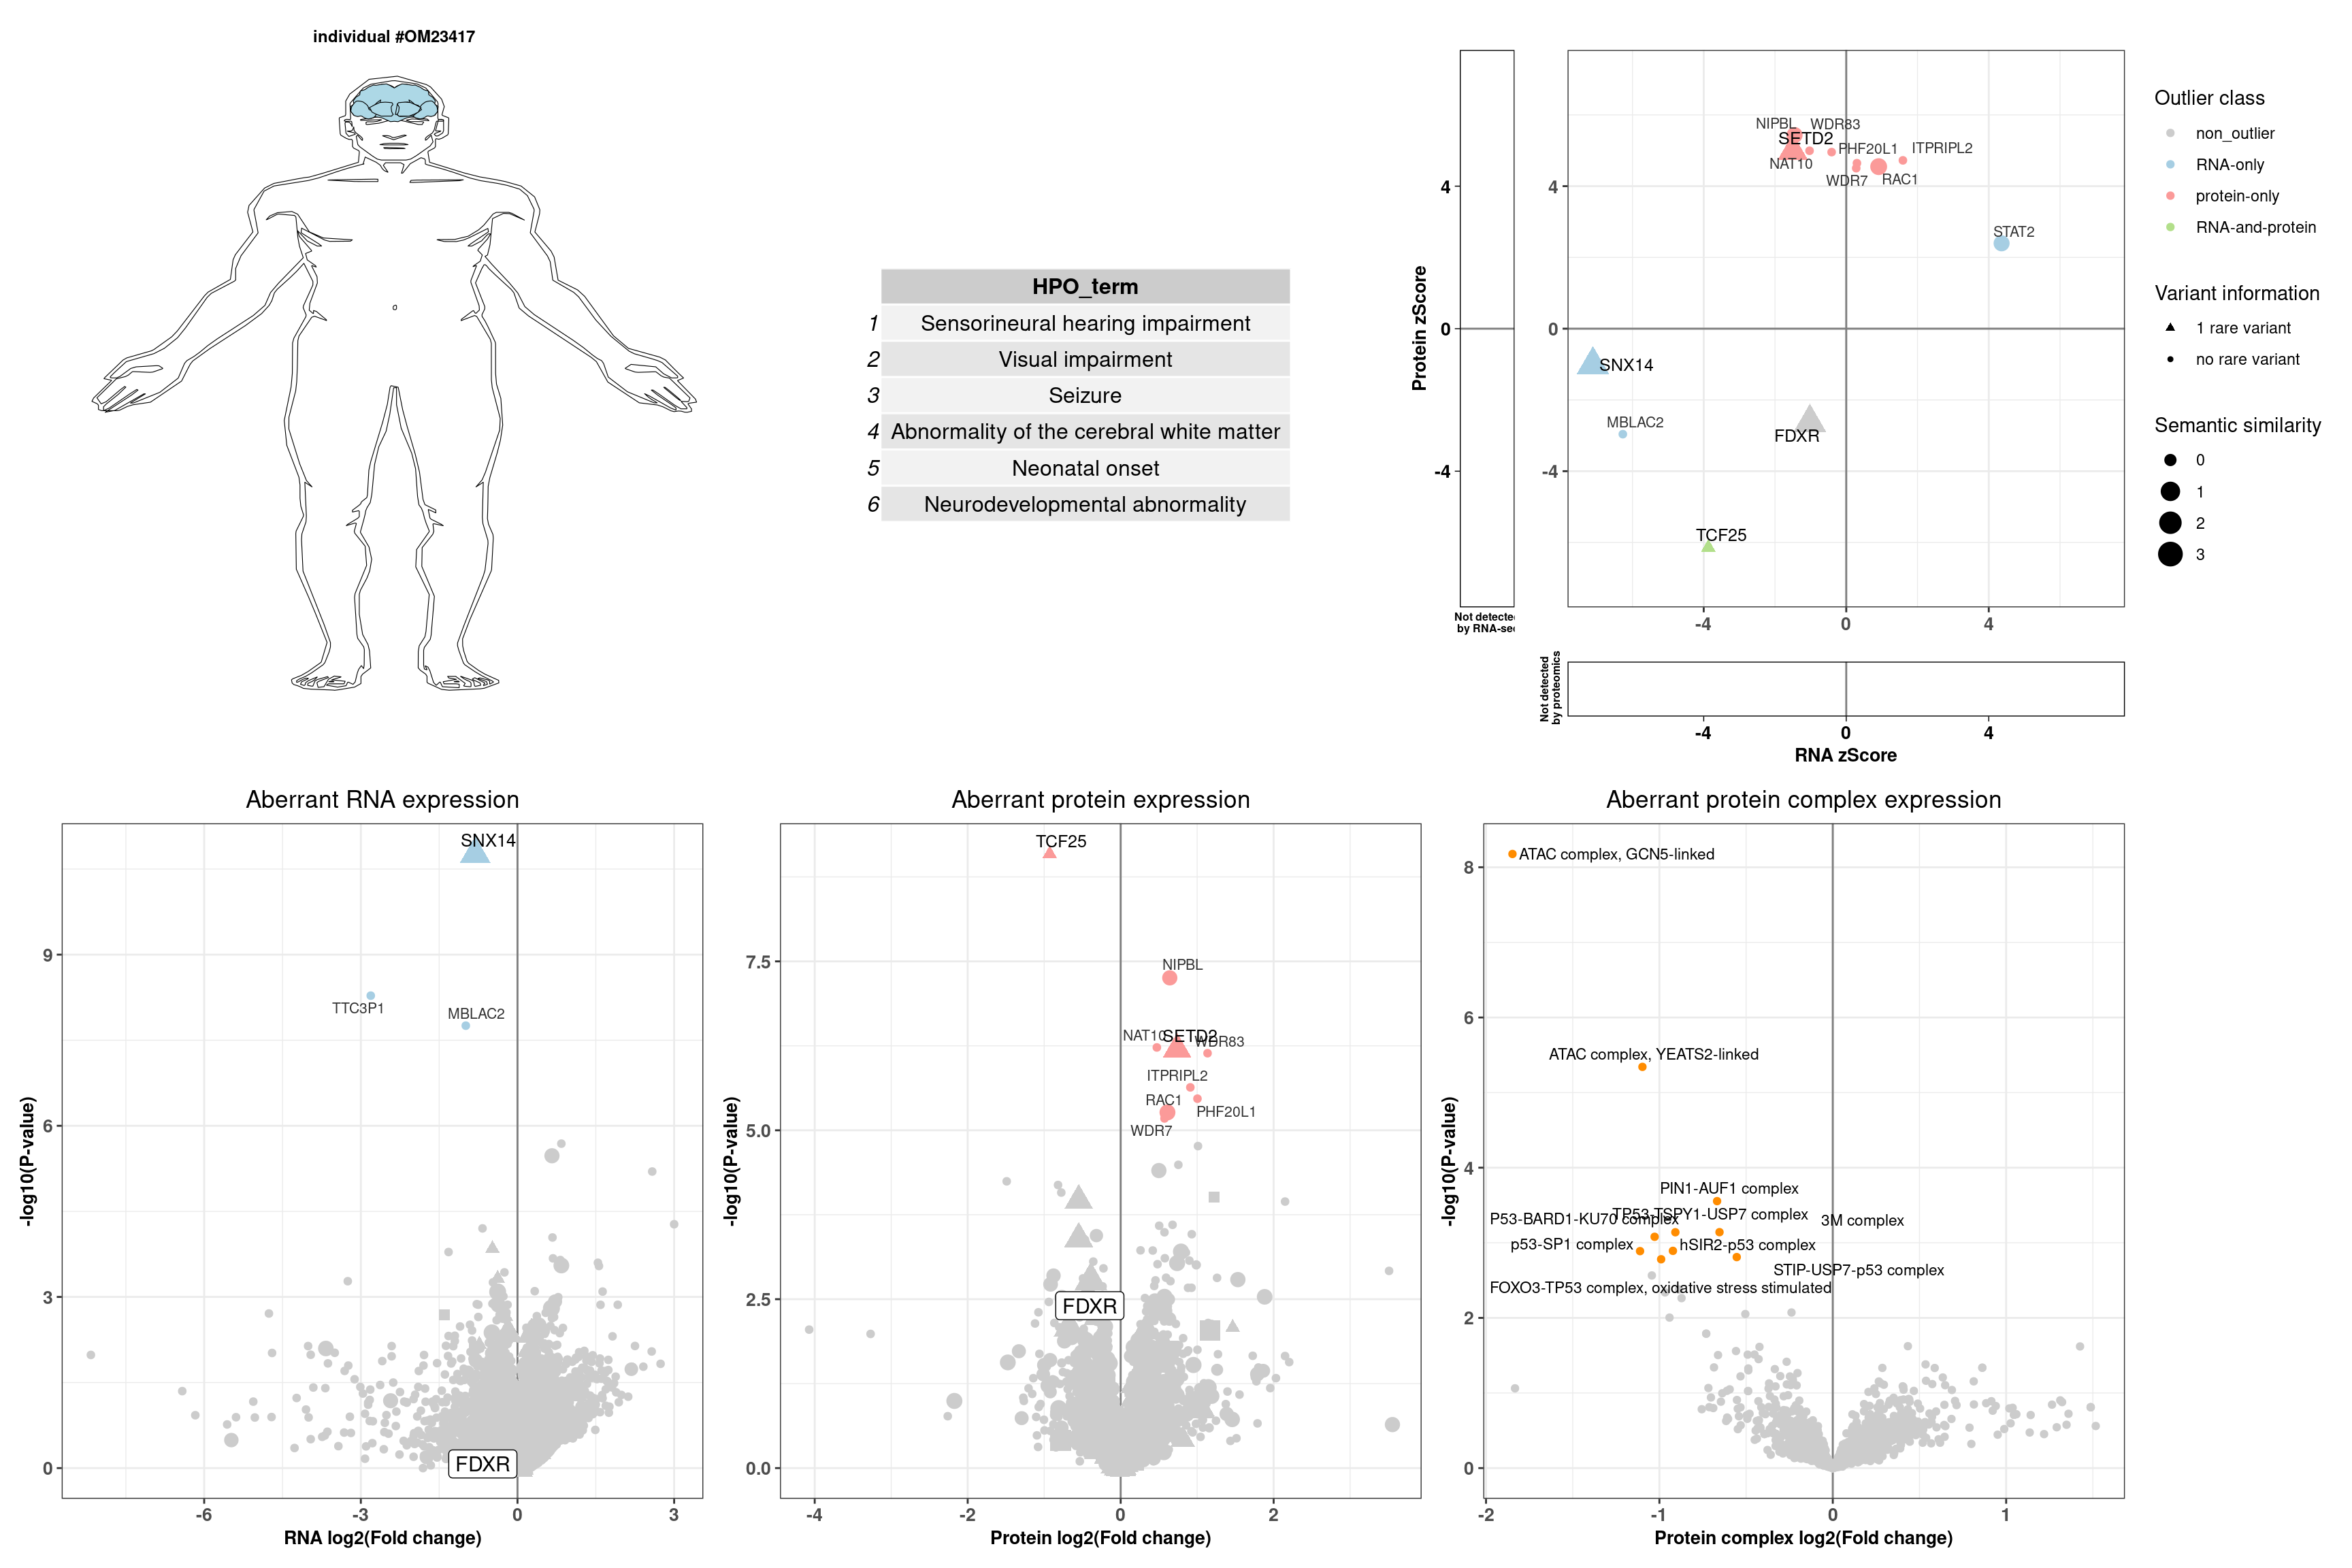 individual #OM23417
HPO_term
1 Sensorineural hearing impairment
2 Visual impairment
3 Seizure
4 Abnormality of the cerebral white matter
5 Neonatal onset
6 Neurodevelopmental abnormality
Protein zScore
4
0
-4
Not detected
by RNA-se
4
0
-4
NIPBL
WDR83
SETD2
NAT10
PHF20L1
ITPRIPL2
WDR7
RAC1
STAT2
SNX14
MBLAC2
FDXR
TCF25
-4 0 4
Not detected
by proteomics
-4 0 4
RNA zScore
Outlier class
non_outlier
RNA-only
protein-only
RNA-and-protein
Variant information
1 rare variant
no rare variant
Semantic similarity
0
1
2
3
Aberrant RNA expression
-log10(P-value)
9
6
3
0
SNX14
TTC3P1
MBLAC2
FDXR
-6 -3 0 3
RNA log2(Fold change)
Aberrant protein expression
-log10(P-value)
7.5
5.0
2.5
0.0
TCF25
NIPBL
NAT10
SETD2
WDR83
ITPRIPL2
RAC1
PHF20L1
WDR7
FDXR
-4 -2 0 2
Protein log2(Fold change)
Aberrant protein complex expression
-log10(P-value)
8
6
4
2
0
ATAC complex, GCN5-linked
ATAC complex, YEATS2-linked
PIN1-AUF1 complex
TP53-TSPY1-USP7 complex
P53-BARD1-KU70 complex
3M complex
p53-SP1 complex
hSIR2-p53 complex
STIP-USP7-p53 complex
FOXO3-TP53 complex, oxidative stress stimulated
-2 -1 0 1
Protein complex log2(Fold change)